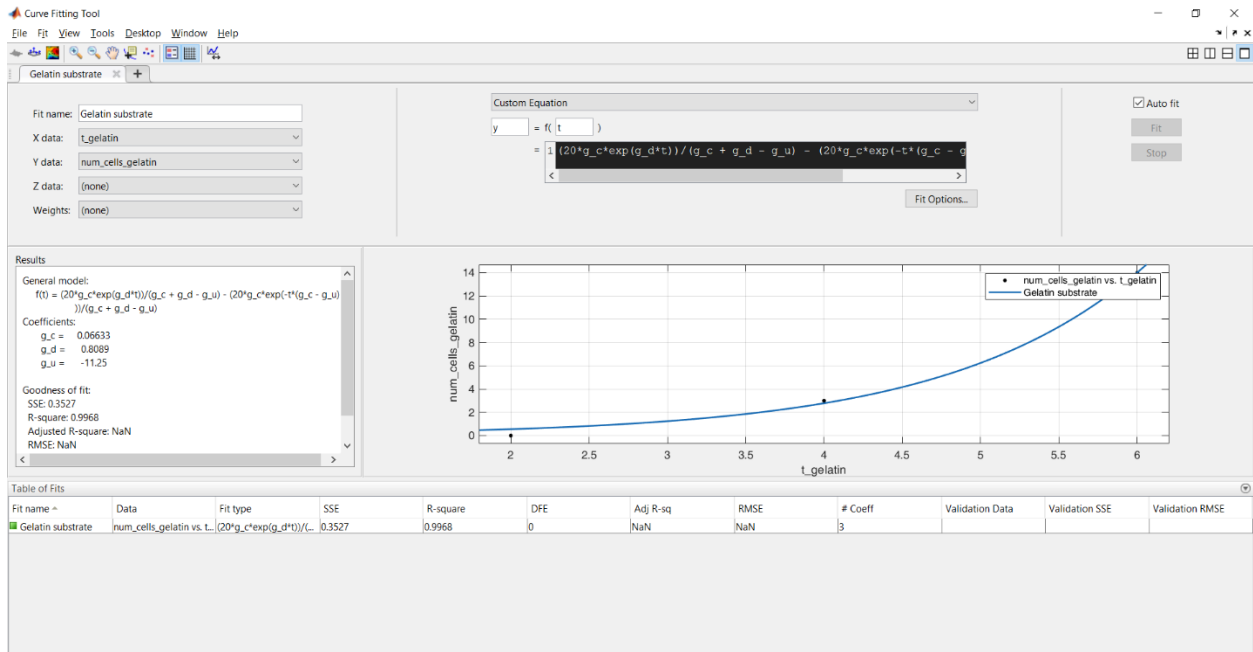 Curve Fitting Tool
File Fit View Tools Desktop Window Help
Gelatin substrate
Fit name: Gelatin substrate
X data: t_gelatin
Y data: num_cells_gelatin
Z data: (none)
Weights: (none)
Custom Equation
y = f( t )
= 1 (20*g_c*exp(g_d*t))/(g_c + g_d - g_u) - (20*g_c*exp(-t*(g_c - g
Fit Options...
Auto fit
Fit
Stop
Results
General model:
f(t) = (20*g_c*exp(g_d*t))/(g_c + g_d - g_u) - (20*g_c*exp(-t*(g_c - g_u)
))/(g_c + g_d - g_u)
Coefficients:
g_c = 0.06633
g_d = 0.8089
g_u = -11.25
Goodness of fit:
SSE: 0.3527
R-square: 0.9968
Adjusted R-square: NaN
RMSE: NaN
num_cells_gelatin
14
12
10
8
6
4
2
0
2 2.5 3 3.5 4 4.5 5 5.5 6
t_gelatin
num_cells_gelatin vs. t_gelatin
Gelatin substrate
Table of Fits
Fit name Data Fit type SSE R-square DFE Adj R-sq RMSE # Coeff Validation Data Validation SSE Validation RMSE
Gelatin substrate num_cells_gelatin vs. t... (20*g_c*exp(g_d*t))/(... 0.3527 0.9968 0 NaN NaN 3